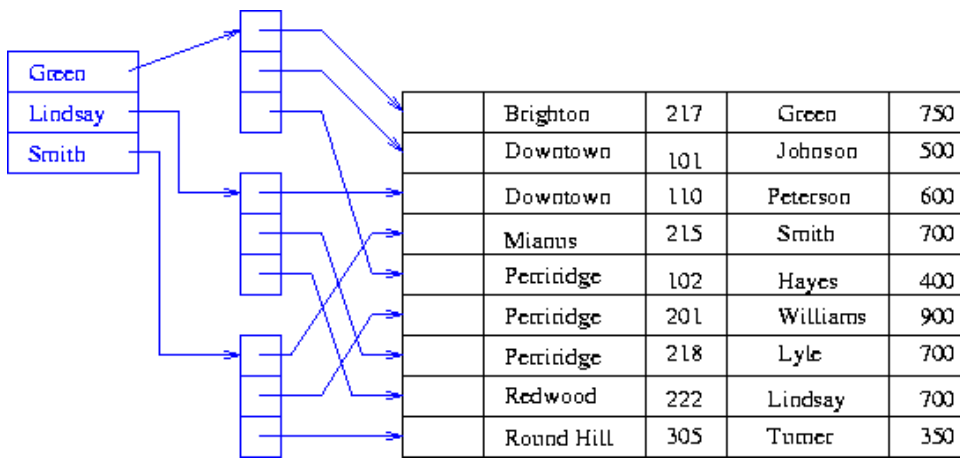 Green
Lindsay
Smith
Brighton 217 Green 750
Downtown 101 Johnson 500
Downtown 110 Peterson 600
Mianus 215 Smith 700
Perriridge 102 Hayes 400
Perriridge 201 Williams 900
Perriridge 218 Lyle 700
Redwood 222 Lindsay 700
Round Hill 305 Turner 350